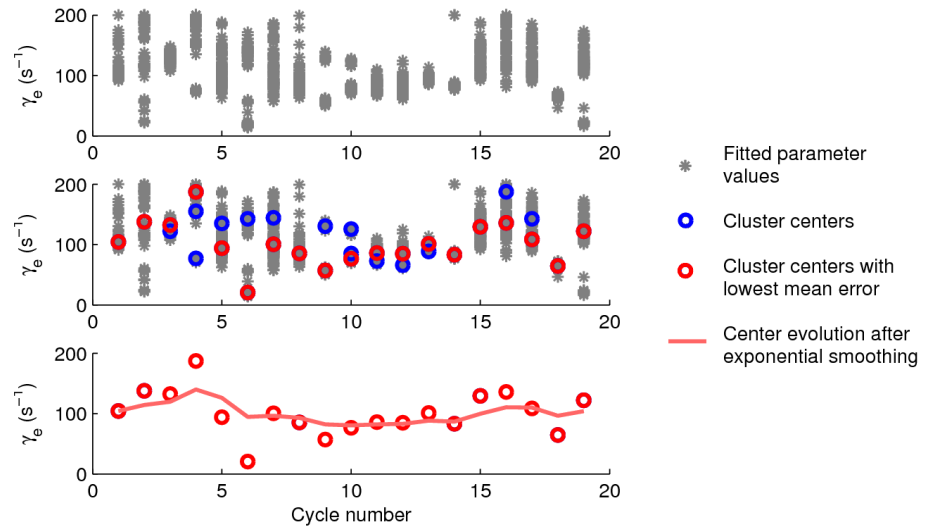 200
100
0
γe (s−1)
0
5
10
15
20
200
100
0
γe (s−1)
0
5
10
15
20
200
100
0
γe (s−1)
0
5
10
15
20
Cycle number
Fitted parameter
values
Cluster centers
Cluster centers with
lowest mean error
Center evolution after
exponential smoothing